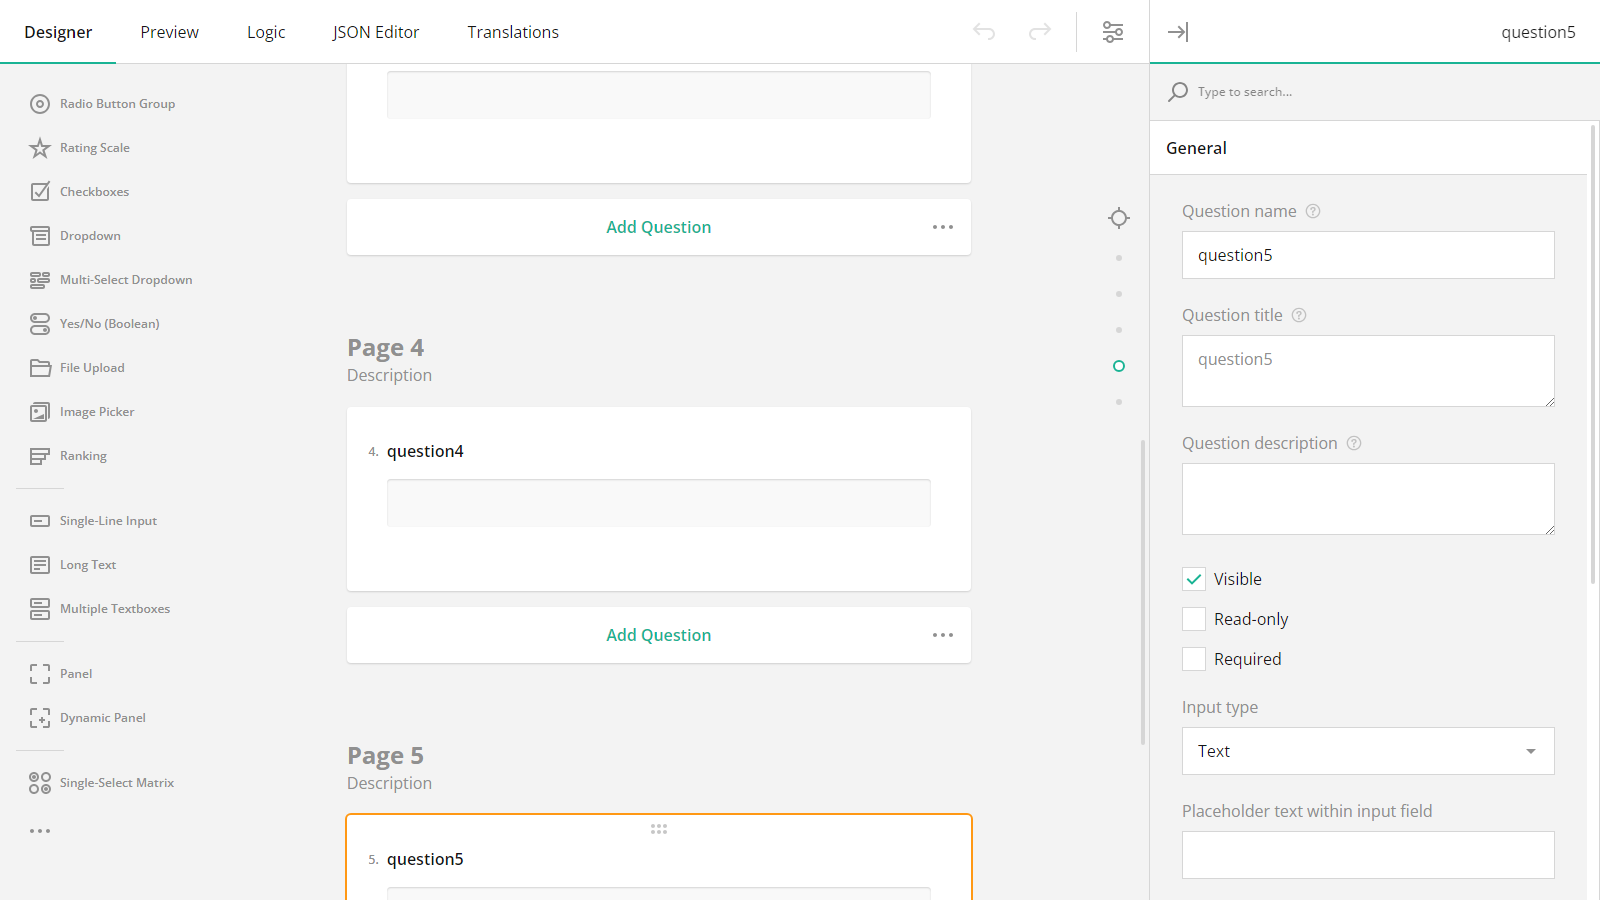 Designer
Preview
Logic
JSON Editor
Translations
question5
Radio Button Group
Rating Scale
Checkboxes
Dropdown
Multi-Select Dropdown
Yes/No (Boolean)
File Upload
Image Picker
Ranking
Single-Line Input
Long Text
Multiple Textboxes
Panel
Dynamic Panel
Single-Select Matrix
Add Question
Page 4
Description
4. question4
Add Question
Page 5
Description
5. question5
Type to search...
General
Question name
question5
Question title
question5
Question description
Visible
Read-only
Required
Input type
Text
Placeholder text within input field